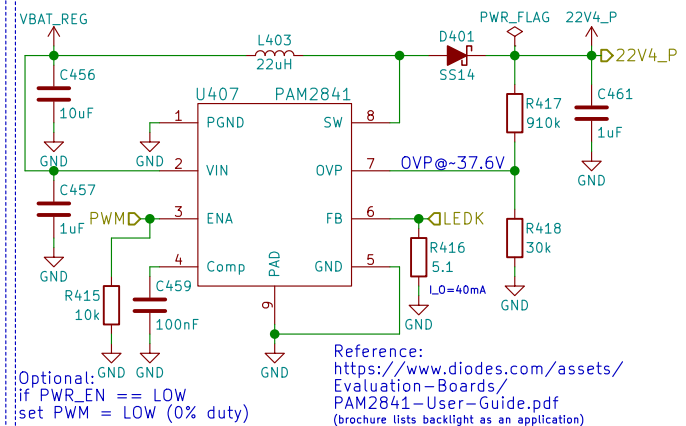 VBAT_REG
PWR_FLAG
22V4_P
L403
22uH
D401
SS14
22V4_P
C456
10uF
GND
U407
PAM2841
1
PGND
GND
SW
8
R417
910k
C461
1uF
GND
2
VIN
OVP
7
OVP@~37.6V
C457
1uF
GND
PWM
3
ENA
FB
6
LEDK
R416
5.1
I_O=40mA
GND
R418
30k
GND
4
Comp
PAD
GND
5
9
R415
10k
GND
C459
100nF
GND
GND
Optional:
if PWR_EN == LOW
set PWM = LOW (0% duty)
Reference:
https://www.diodes.com/assets/
Evaluation-Boards/
PAM2841-User-Guide.pdf
(brochure lists backlight as an application)